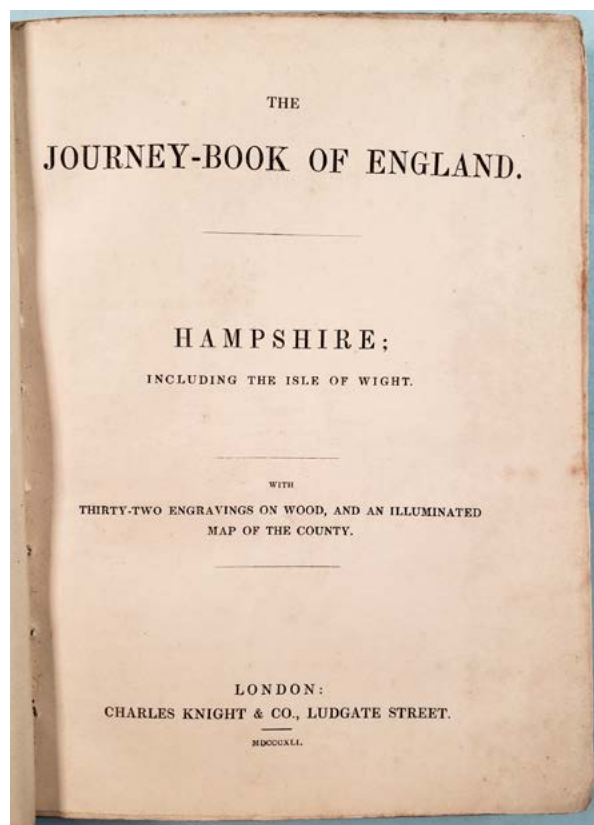 THE
JOURNEY-BOOK OF ENGLAND.
HAMPSHIRE;
INCLUDING THE ISLE OF WIGHT.
WITH
THIRTY-TWO ENGRAVINGS ON WOOD, AND AN ILLUMINATED
MAP OF THE COUNTY.
LONDON:
CHARLES KNIGHT & CO., LUDGATE STREET.
MDCCCXLI.